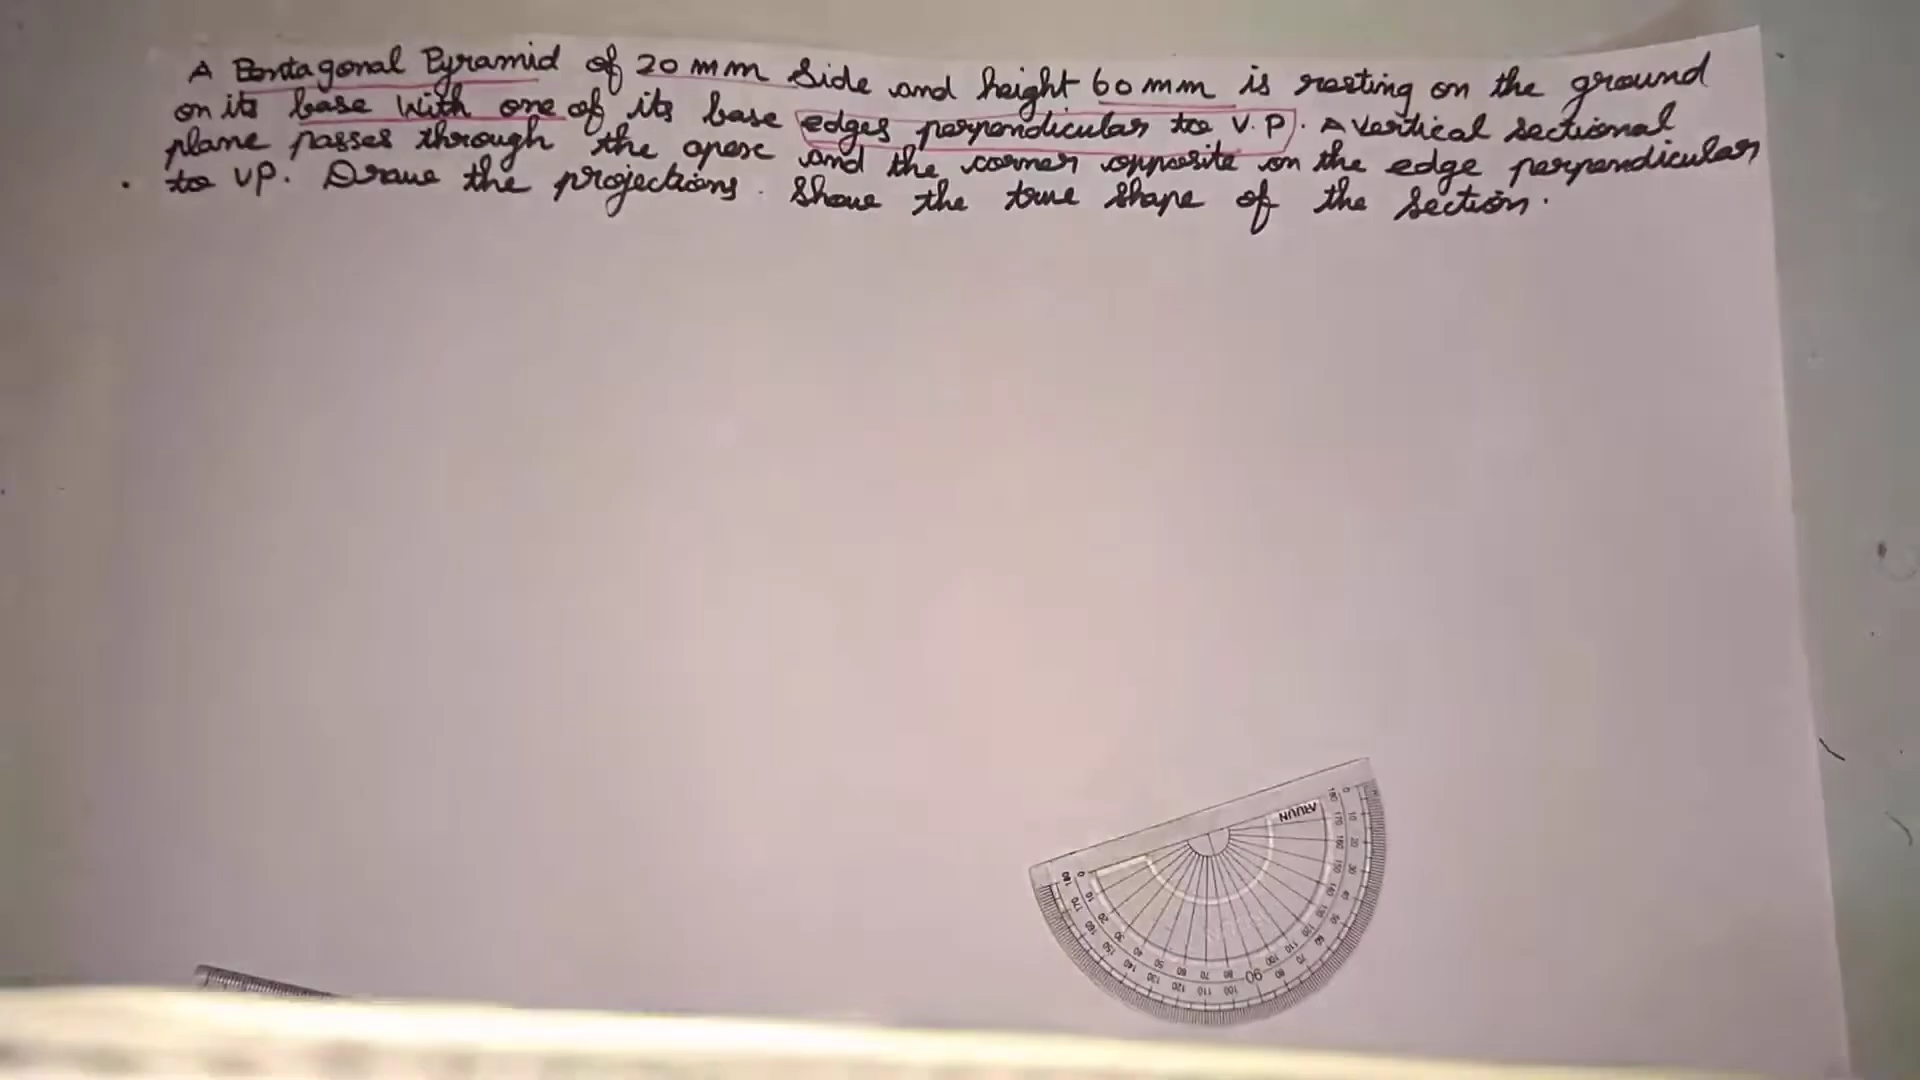 A Pentagonal Pyramid of 20 mm side and height 60 mm is resting on the ground
on its base with one of its base edges perpendicular to V.P. A vertical sectional
plane passes through the apex and the corner opposite on the edge perpendicular
to VP. Draw the projections. Show the true shape of the section.
ARUN